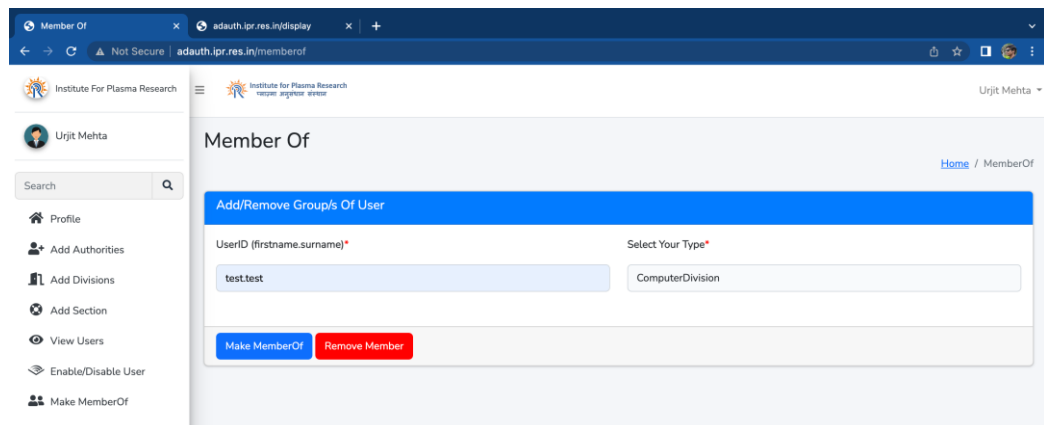 Member Of
adauth.ipr.res.in/display
Not Secure | adauth.ipr.res.in/memberof
Institute For Plasma Research
Institute for Plasma Research
प्लाज़्मा अनुसंधान संस्थान
Urjit Mehta
Urjit Mehta
Member Of
Home / MemberOf
Search
Add/Remove Group/s Of User
Profile
UserID (firstname.surname)*
Select Your Type*
Add Authorities
test.test
ComputerDivision
Add Divisions
Add Section
View Users
Make MemberOf
Remove Member
Enable/Disable User
Make MemberOf